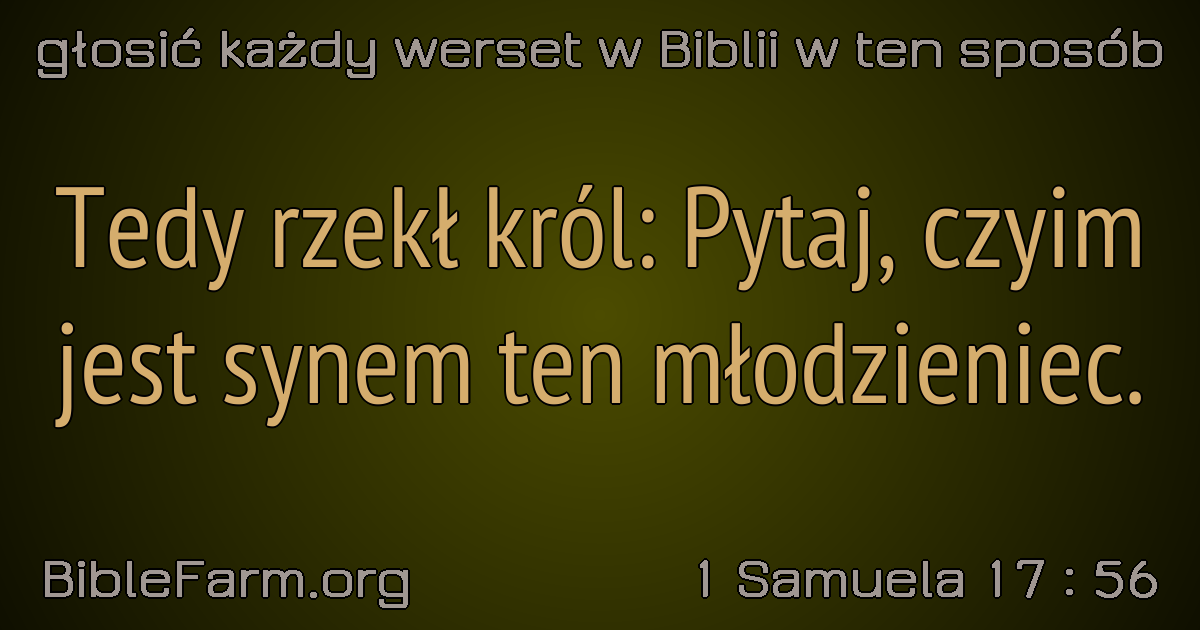 głosić każdy werset w Biblii w ten sposób
Tedy rzekł król: Pytaj, czyim
jest synem ten młodzieniec.
BibleFarm.org
1 Samuela 17 : 56